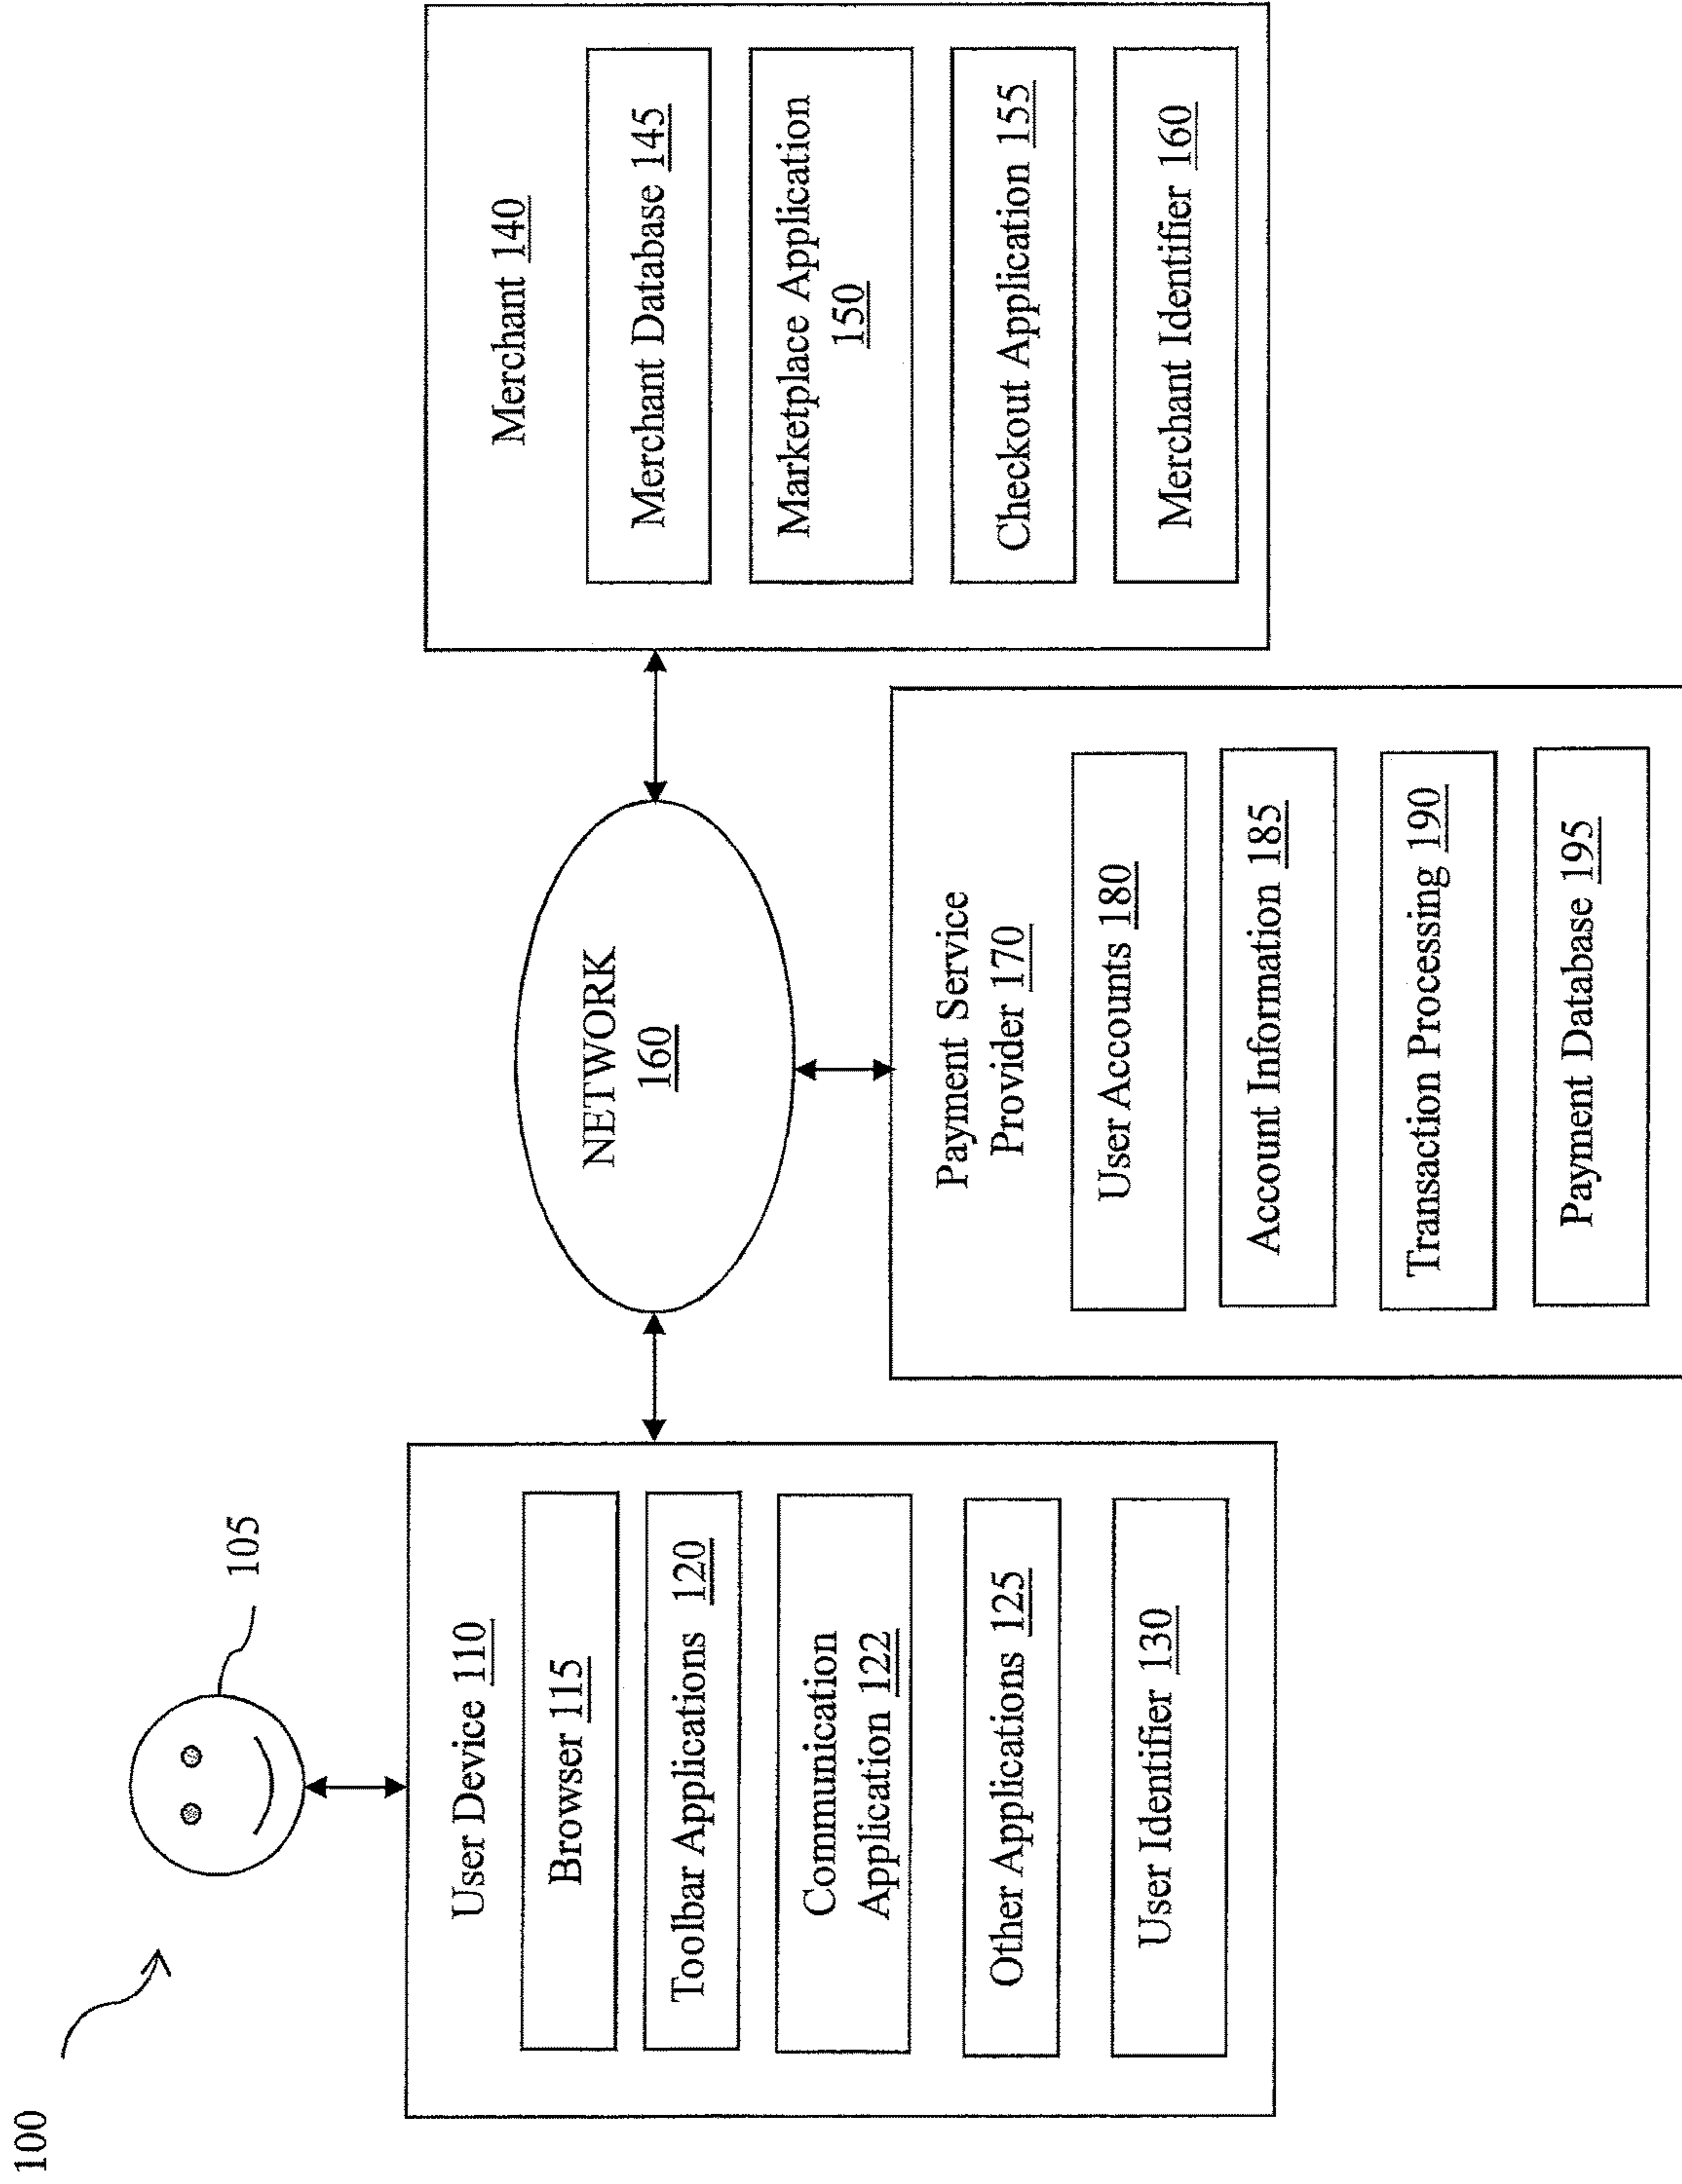 100
105
User Device 110
Browser 115
Toolbar Applications 120
Communication
Application 122
Other Applications 125
User Identifier 130
NETWORK
160
Payment Service
Provider 170
User Accounts 180
Account Information 185
Transaction Processing 190
Payment Database 195
Merchant 140
Merchant Database 145
Marketplace Application
150
Checkout Application 155
Merchant Identifier 160